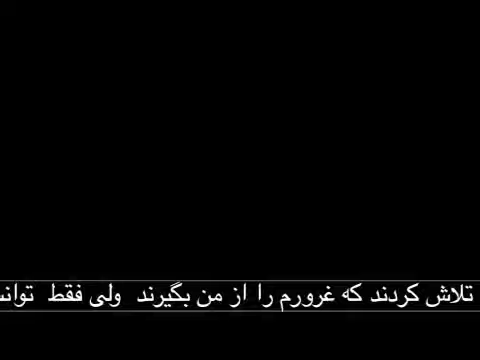 تلاش کردند که غرورم را از من بگیرند ولی فقط